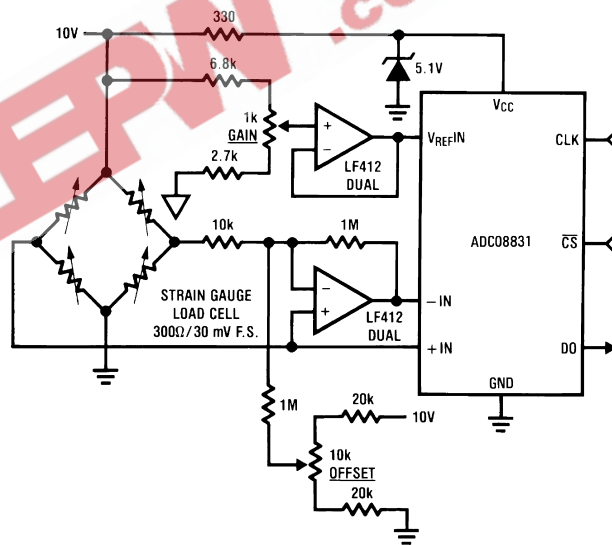 330
10V
6.8k
5.1V
1k
GAIN
2.7k
+
−
LF412
DUAL
VCC
VREFIN
CLK
ADC08831
CS
DO
−IN
+IN
GND
10k
1M
−
+
LF412
DUAL
STRAIN GAUGE
LOAD CELL
300Ω/30 mV F.S.
1M
20k
10V
10k
OFFSET
20k
EEPW
.co